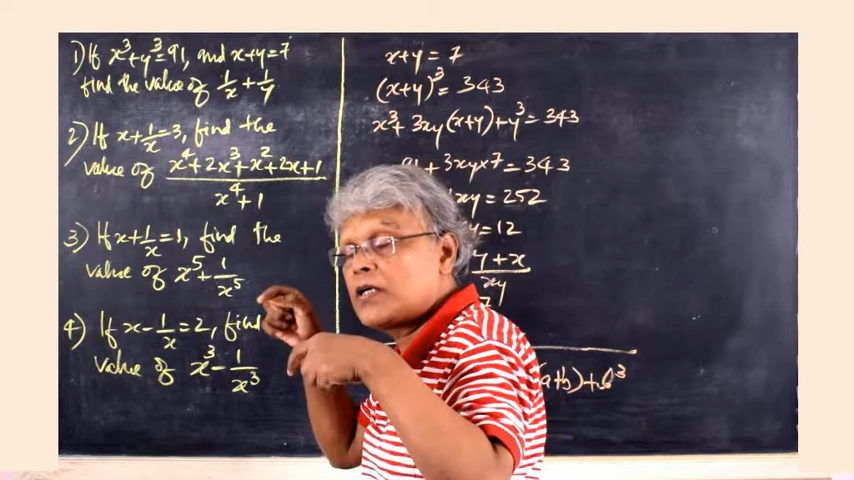 1) If x³+y³=91, and x+y=7
find the value of 1/x + 1/y
2) If x+1/x=3, find the
value of (x⁴+2x³+x²+2x+1)/(x⁴+1)
3) If x+1/x=1, find the
value of x⁵+1/x⁵
4) If x-1/x=2, find
value of x³-1/x³
x+y=7
(x+y)³=343
x³+3xy(x+y)+y³=343
91+3xy×7=343
xy=252
y=12
y+x/xy
7
(a+b)+b³